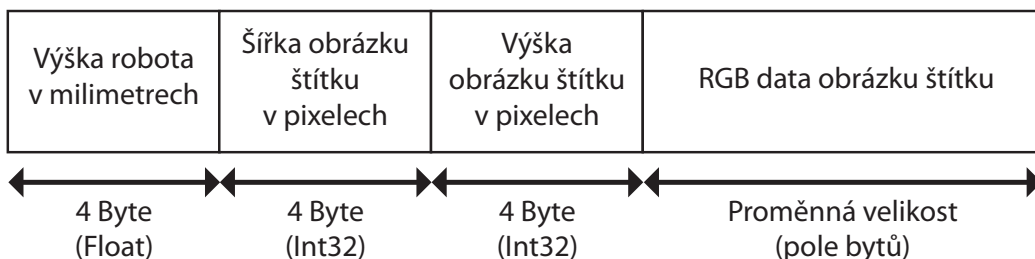 Výška robota
v milimetrech
Šířka obrázku
štítku
v pixelech
Výška
obrázku štítku
v pixelech
RGB data obrázku štítku
4 Byte
(Float)
4 Byte
(Int32)
4 Byte
(Int32)
Proměnná velikost
(pole bytů)